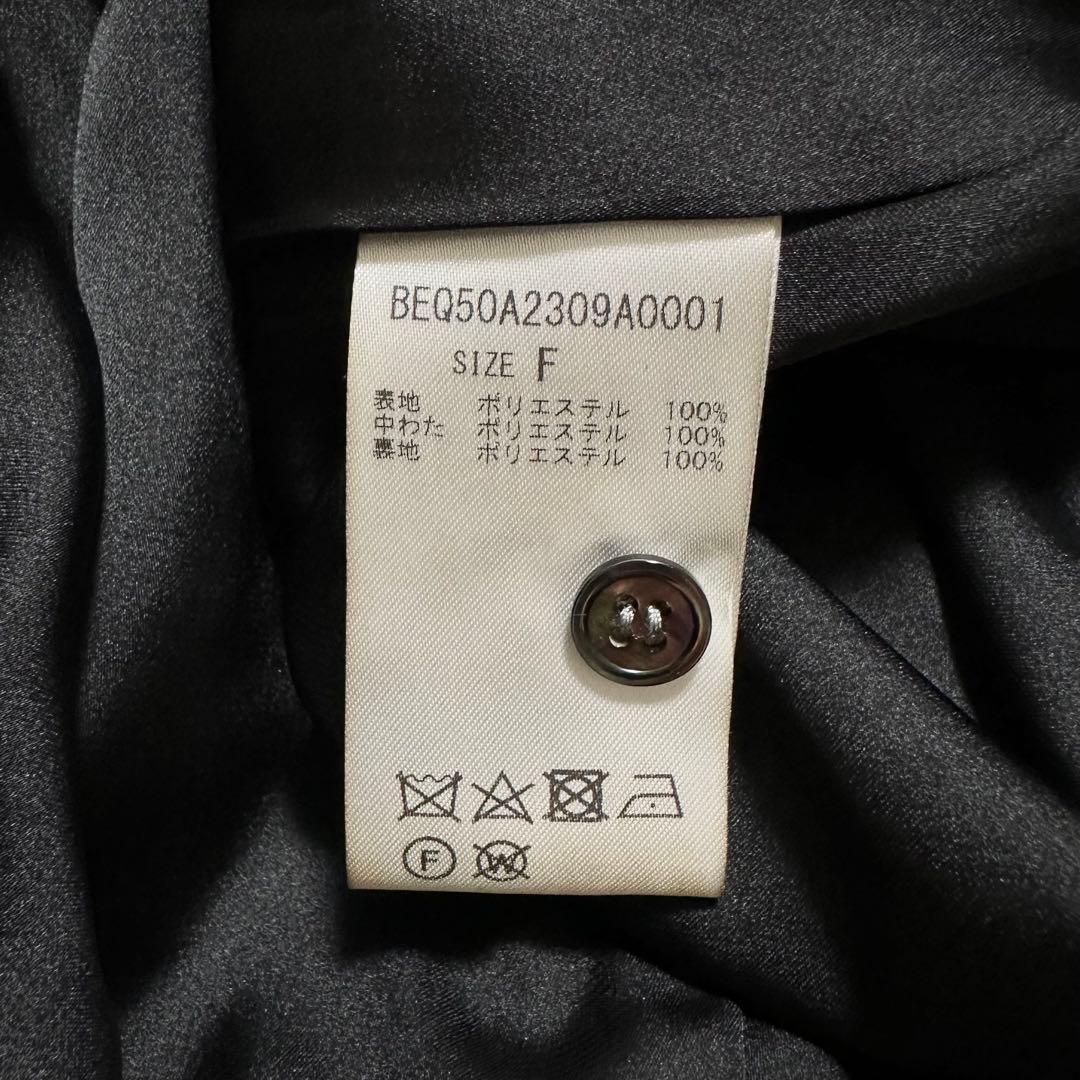 BEQ50A2309A0001
SIZE F
表地 ポリエステル 100%
中わた ポリエステル 100%
裏地 ポリエステル 100%
F W